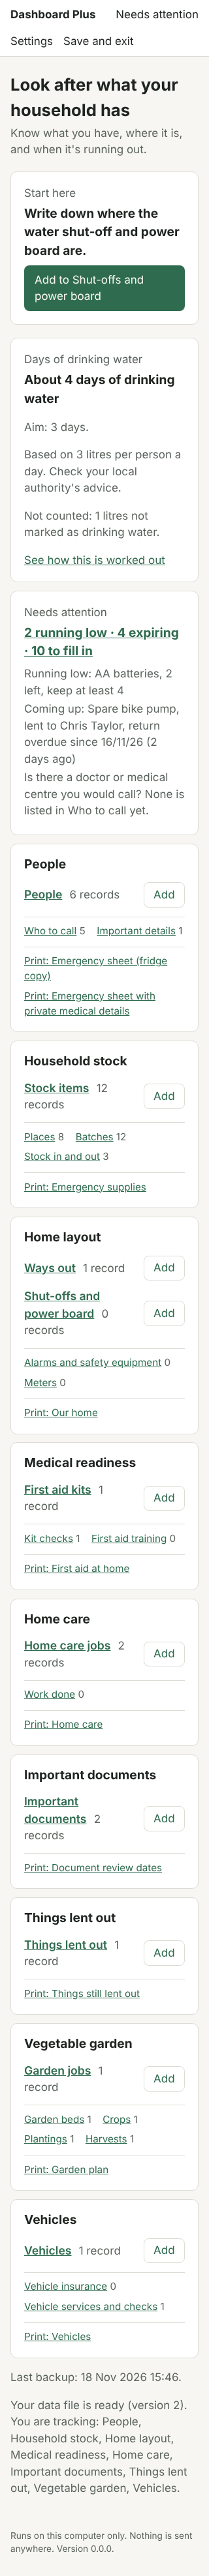 Dashboard Plus Needs attention
Settings Save and exit
Look after what your
household has
Know what you have, where it is,
and when it's running out.
Start here
Write down where the
water shut-off and power
board are.
Add to Shut-offs and
power board
Days of drinking water
About 4 days of drinking
water
Aim: 3 days.
Based on 3 litres per person a
day. Check your local
authority's advice.
Not counted: 1 litres not
marked as drinking water.
See how this is worked out
Needs attention
2 running low · 4 expiring
· 10 to fill in
Running low: AA batteries, 2
left, keep at least 4
Coming up: Spare bike pump,
lent to Chris Taylor, return
overdue since 16/11/26 (2
days ago)
Is there a doctor or medical
centre you would call? None is
listed in Who to call yet.
People
People 6 records Add
Who to call 5 Important details 1
Print: Emergency sheet (fridge
copy)
Print: Emergency sheet with
private medical details
Household stock
Stock items 12
records
Add
Places 8 Batches 12
Stock in and out 3
Print: Emergency supplies
Home layout
Ways out 1 record Add
Shut-offs and
power board 0
records
Add
Alarms and safety equipment 0
Meters 0
Print: Our home
Medical readiness
First aid kits 1
record
Add
Kit checks 1 First aid training 0
Print: First aid at home
Home care
Home care jobs 2
records
Add
Work done 0
Print: Home care
Important documents
Important
documents 2
records
Add
Print: Document review dates
Things lent out
Things lent out 1
record
Add
Print: Things still lent out
Vegetable garden
Garden jobs 1
record
Add
Garden beds 1 Crops 1
Plantings 1 Harvests 1
Print: Garden plan
Vehicles
Vehicles 1 record Add
Vehicle insurance 0
Vehicle services and checks 1
Print: Vehicles
Last backup: 18 Nov 2026 15:46.
Your data file is ready (version 2).
You are tracking: People,
Household stock, Home layout,
Medical readiness, Home care,
Important documents, Things lent
out, Vegetable garden, Vehicles.
Runs on this computer only. Nothing is sent
anywhere. Version 0.0.0.